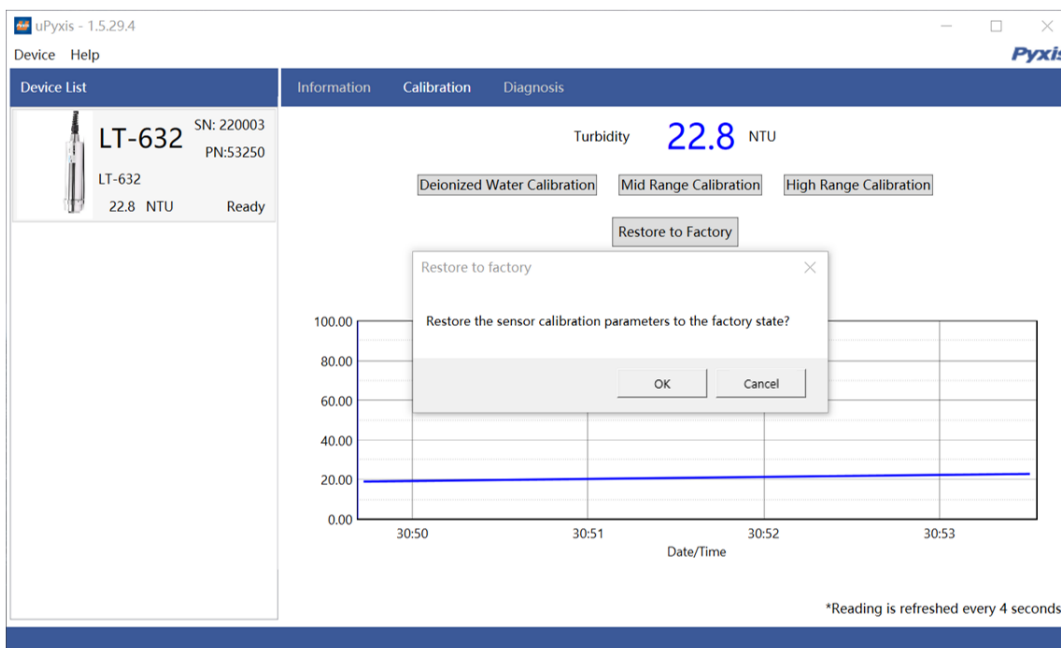 uPyxis - 1.5.29.4
Device Help
Pyxis
Device List
Information Calibration Diagnosis
LT-632
SN: 220003
PN:53250
LT-632
22.8 NTU Ready
Turbidity 22.8 NTU
Deionized Water Calibration Mid Range Calibration High Range Calibration
Restore to Factory
Restore to factory
Restore the sensor calibration parameters to the factory state?
OK Cancel
100.00
80.00
60.00
40.00
20.00
0.00
30:50 30:51 30:52 30:53
Date/Time
*Reading is refreshed every 4 seconds